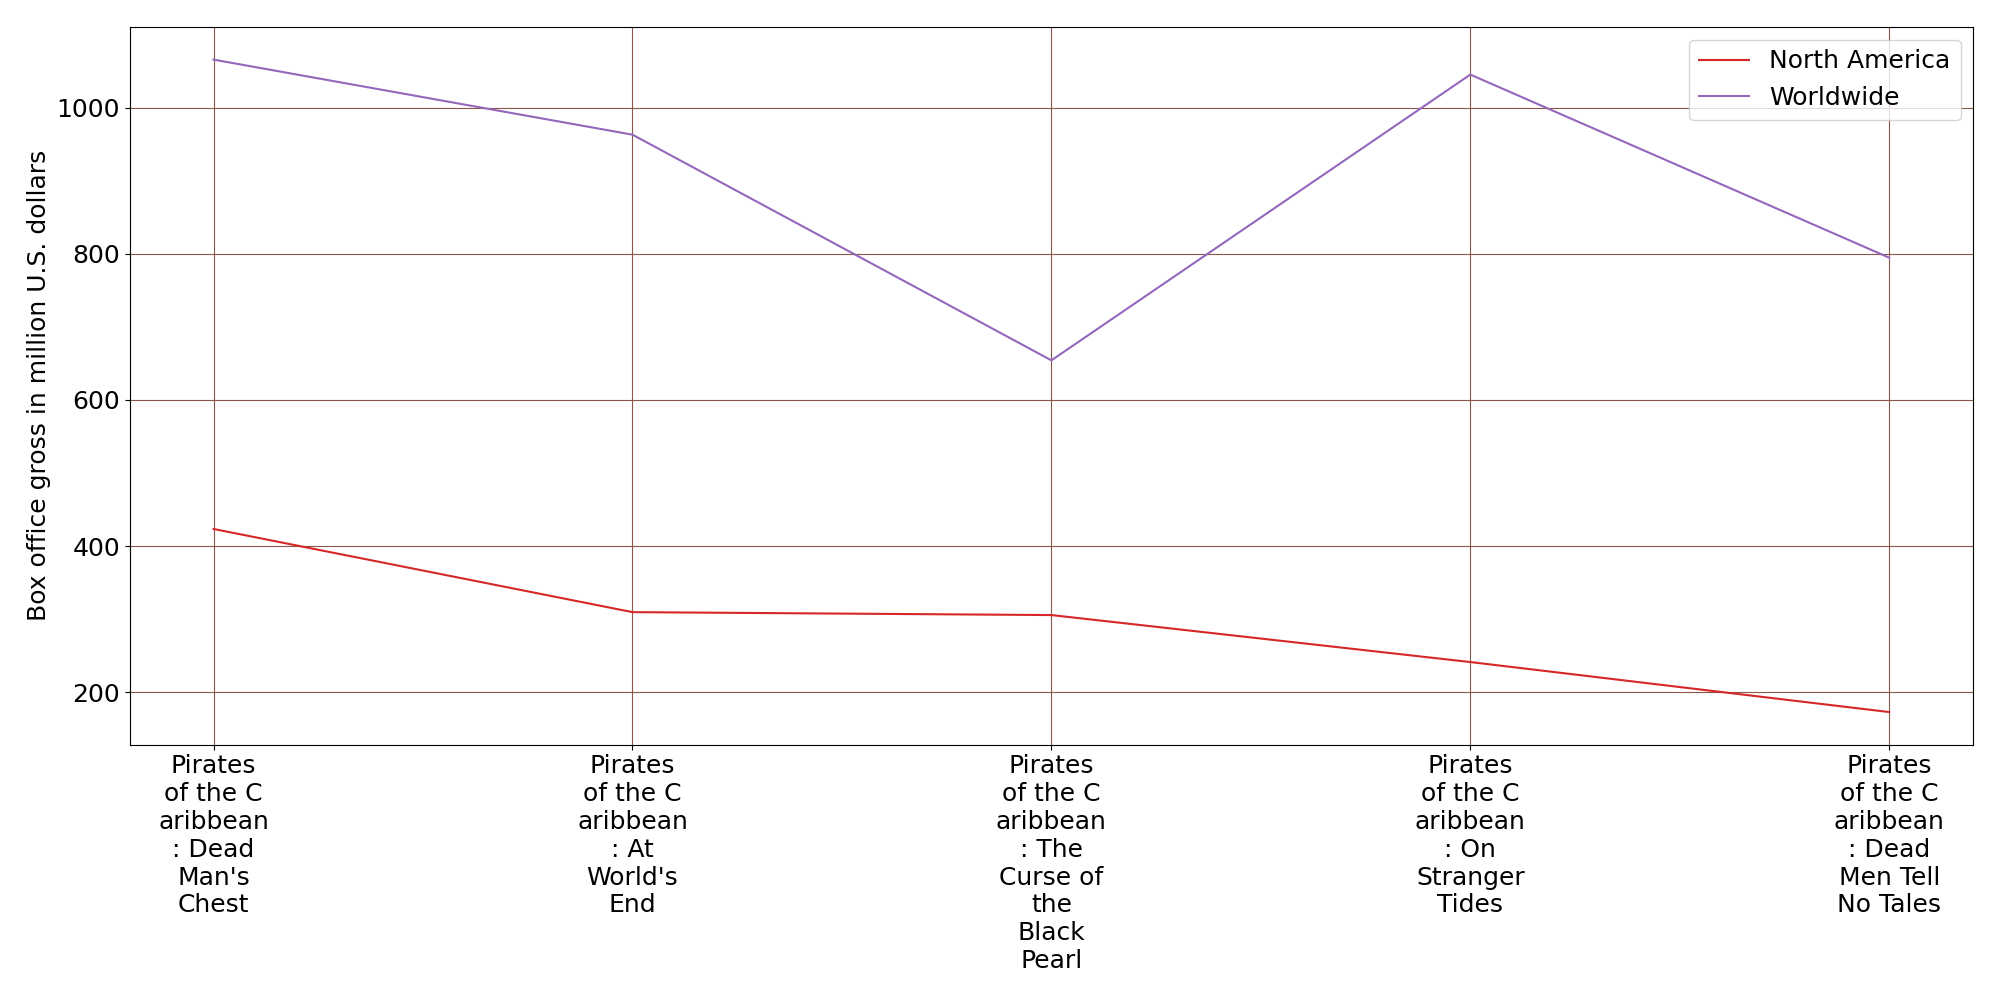 North America
Worldwide
Box office gross in million U.S. dollars
1000
800
600
400
200
Pirates
of the C
aribbean
: Dead
Man's
Chest
Pirates
of the C
aribbean
: At
World's
End
Pirates
of the C
aribbean
: The
Curse of
the
Black
Pearl
Pirates
of the C
aribbean
: On
Stranger
Tides
Pirates
of the C
aribbean
: Dead
Men Tell
No Tales